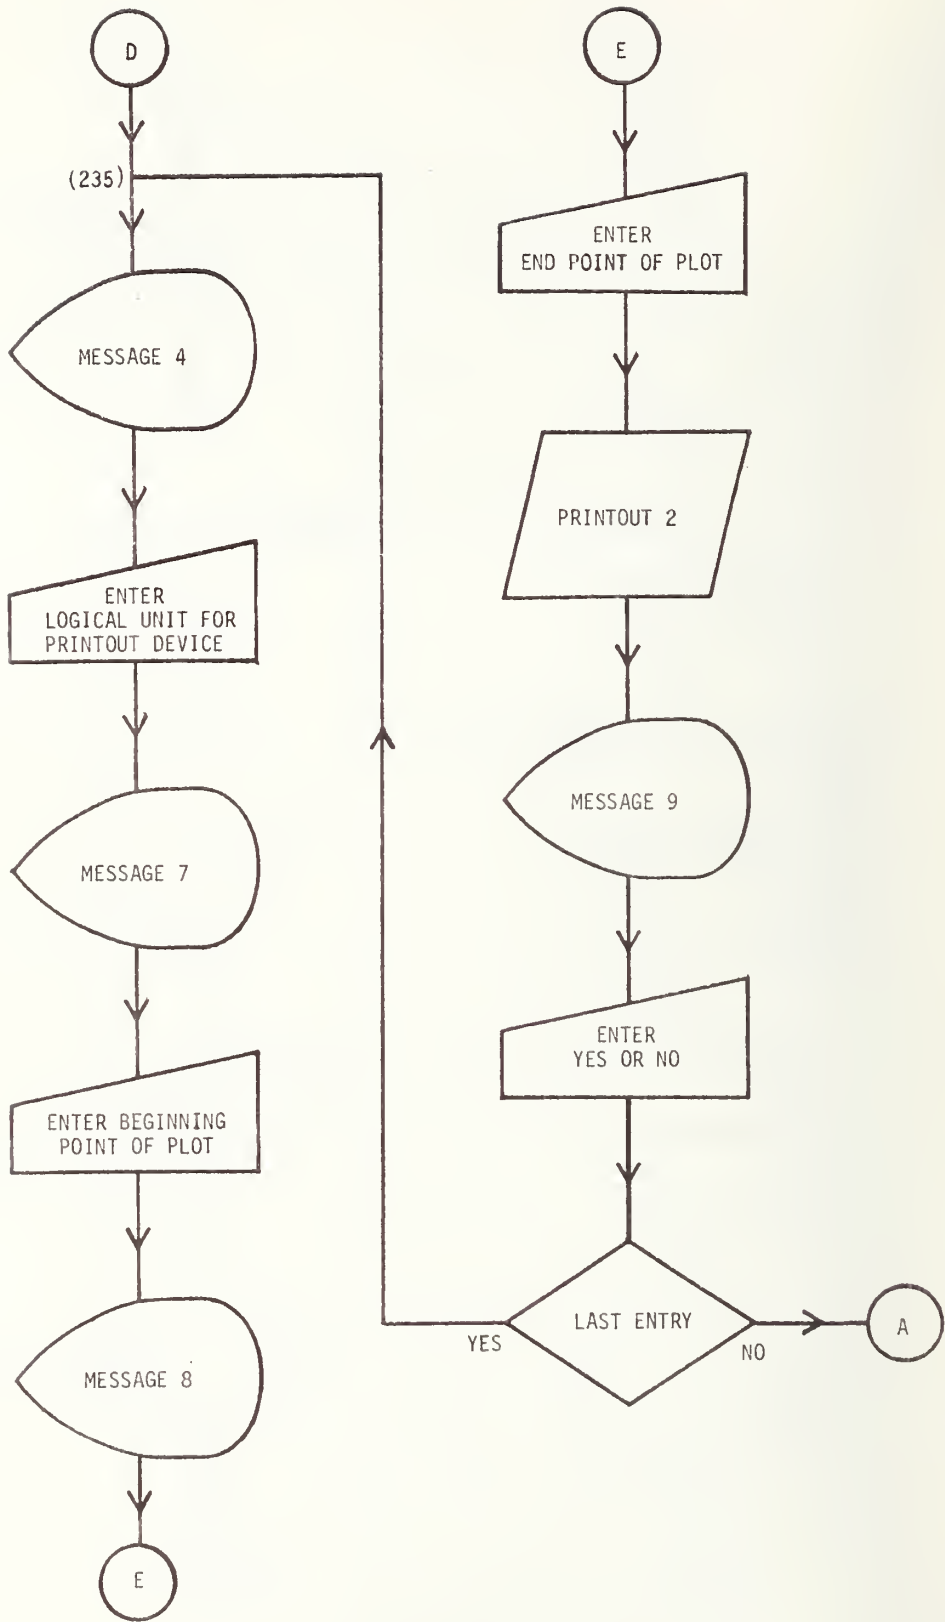 D
(235)
MESSAGE 4
ENTER
LOGICAL UNIT FOR
PRINTOUT DEVICE
MESSAGE 7
ENTER BEGINNING
POINT OF PLOT
MESSAGE 8
E
E
ENTER
END POINT OF PLOT
PRINTOUT 2
MESSAGE 9
ENTER
YES OR NO
LAST ENTRY
YES
NO
A